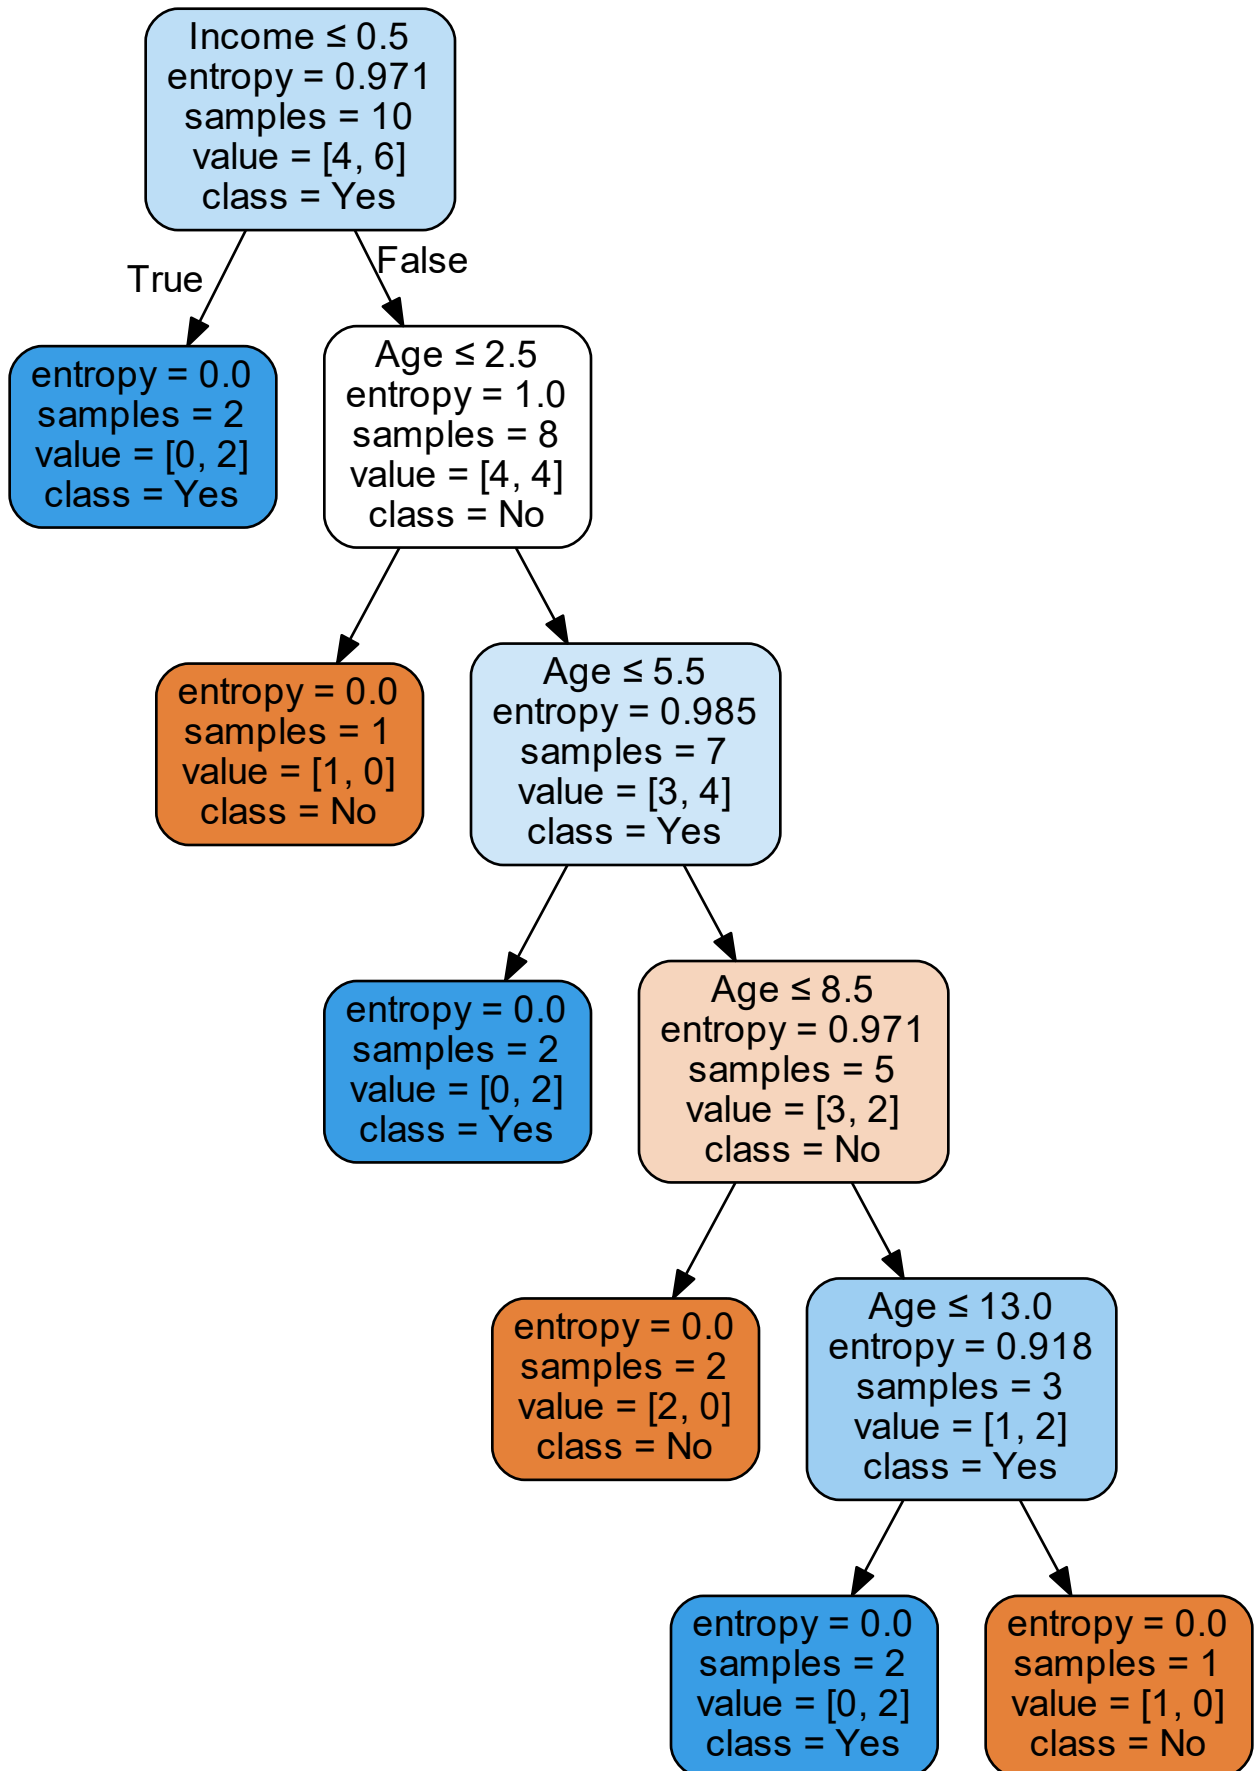 Income ≤ 0.5
entropy = 0.971
samples = 10
value = [4, 6]
class = Yes
True
False
entropy = 0.0
samples = 2
value = [0, 2]
class = Yes
Age ≤ 2.5
entropy = 1.0
samples = 8
value = [4, 4]
class = No
entropy = 0.0
samples = 1
value = [1, 0]
class = No
Age ≤ 5.5
entropy = 0.985
samples = 7
value = [3, 4]
class = Yes
entropy = 0.0
samples = 2
value = [0, 2]
class = Yes
Age ≤ 8.5
entropy = 0.971
samples = 5
value = [3, 2]
class = No
entropy = 0.0
samples = 2
value = [2, 0]
class = No
Age ≤ 13.0
entropy = 0.918
samples = 3
value = [1, 2]
class = Yes
entropy = 0.0
samples = 2
value = [0, 2]
class = Yes
entropy = 0.0
samples = 1
value = [1, 0]
class = No